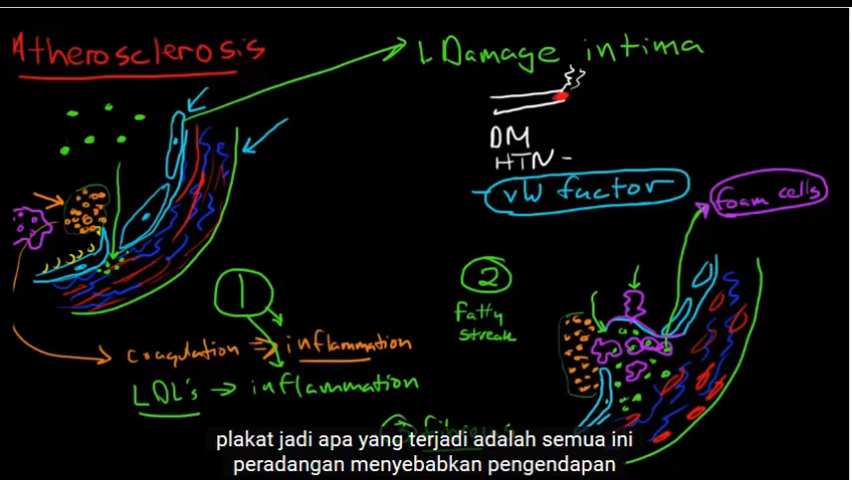 Atherosclerosis
1. Damage intima
DM
HTN -
vW factor
foam cells
1
coagulation => inflammation
LDL's -> inflammation
2
Fatty
streak
plakat jadi apa yang terjadi adalah semua ini
peradangan menyebabkan pengendapan